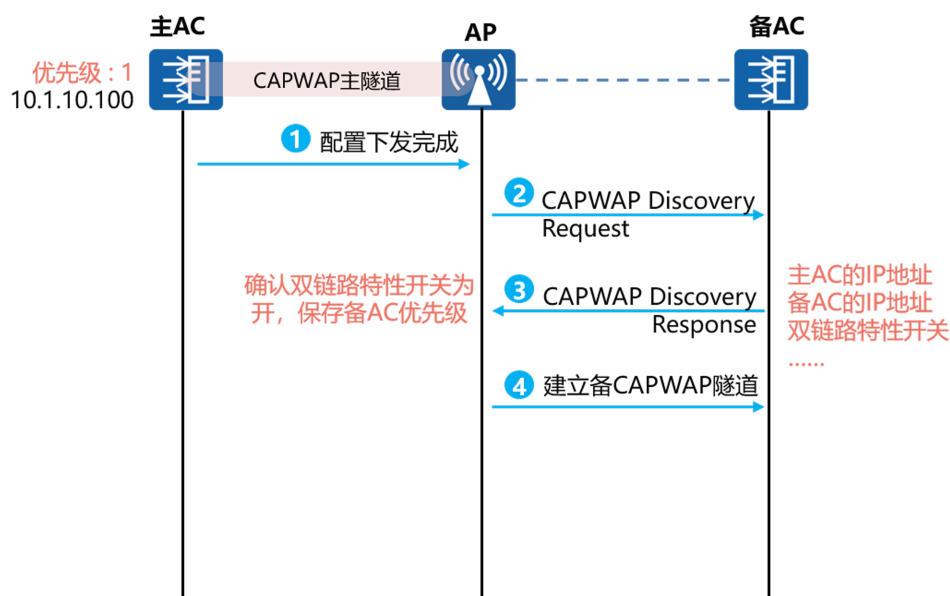 主AC
AP
备AC
优先级：1
10.1.10.100
CAPWAP主隧道
1 配置下发完成
2 CAPWAP Discovery
Request
确认双链路特性开关为
开，保存备AC优先级
3 CAPWAP Discovery
Response
主AC的IP地址
备AC的IP地址
双链路特性开关
......
4 建立备CAPWAP隧道